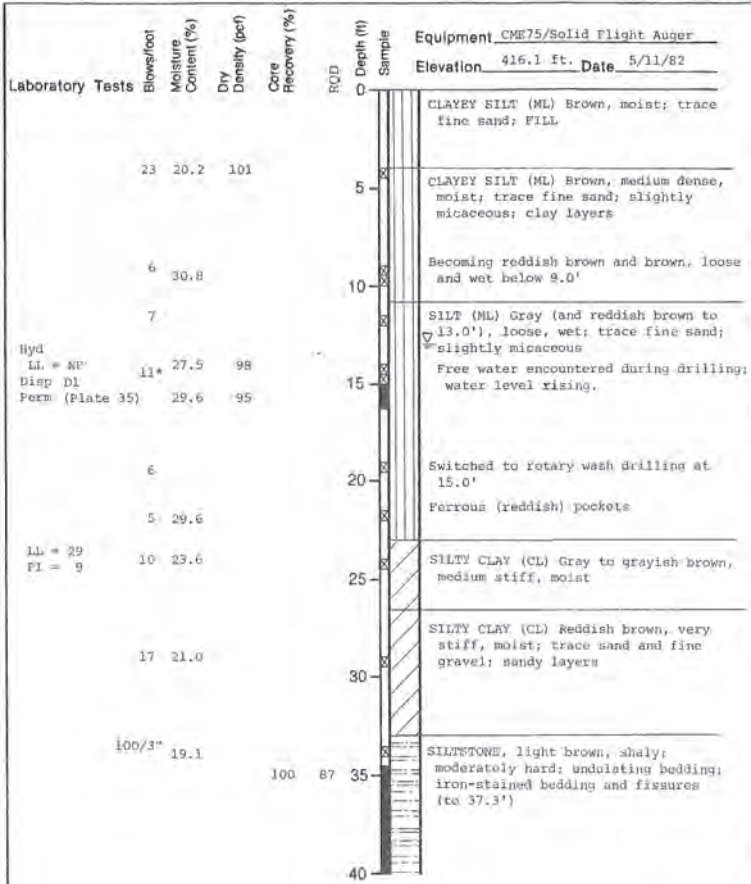 Laboratory Tests
Blows/foot
Moisture Content (%)
Dry Density (pcf)
Core Recovery (%)
RQD
Depth (ft)
Sample
Equipment CME75/Solid Flight Auger
Elevation 416.1 ft. Date 5/11/82
0
CLAYEY SILT (ML) Brown, moist; trace
fine sand; FILL
23 20.2 101
5
CLAYEY SILT (ML) Brown, medium dense,
moist; trace fine sand; slightly
micaceous; clay layers
6
30.8
Becoming reddish brown and brown, loose
and wet below 9.0'
10
7
SILT (ML) Gray (and reddish brown to
13.0'), loose, wet; trace fine sand;
slightly micaceous
Hyd
LL = NP
Disp D1
Perm (Plate 35)
11* 27.5 98
29.6 95
Free water encountered during drilling;
water level rising.
15
6
Switched to rotary wash drilling at
15.0'
20
Ferrous (reddish) pockets
5 29.6
LL = 29
PI = 9
10 23.6
SILTY CLAY (CL) Gray to grayish brown,
medium stiff, moist
25
SILTY CLAY (CL) Reddish brown, very
stiff, moist; trace sand and fine
gravel; sandy layers
17 21.0
30
100/3" 19.1
SILTSTONE, light brown, shaly;
moderately hard; undulating bedding;
iron-stained bedding and fissures
(to 37.3')
100 87
35
40